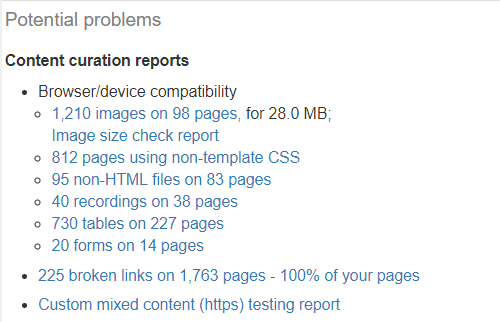 Potential problems
Content curation reports
Browser/device compatibility
1,210 images on 98 pages, for 28.0 MB;
Image size check report
812 pages using non-template CSS
95 non-HTML files on 83 pages
40 recordings on 38 pages
730 tables on 227 pages
20 forms on 14 pages
225 broken links on 1,763 pages - 100% of your pages
Custom mixed content (https) testing report